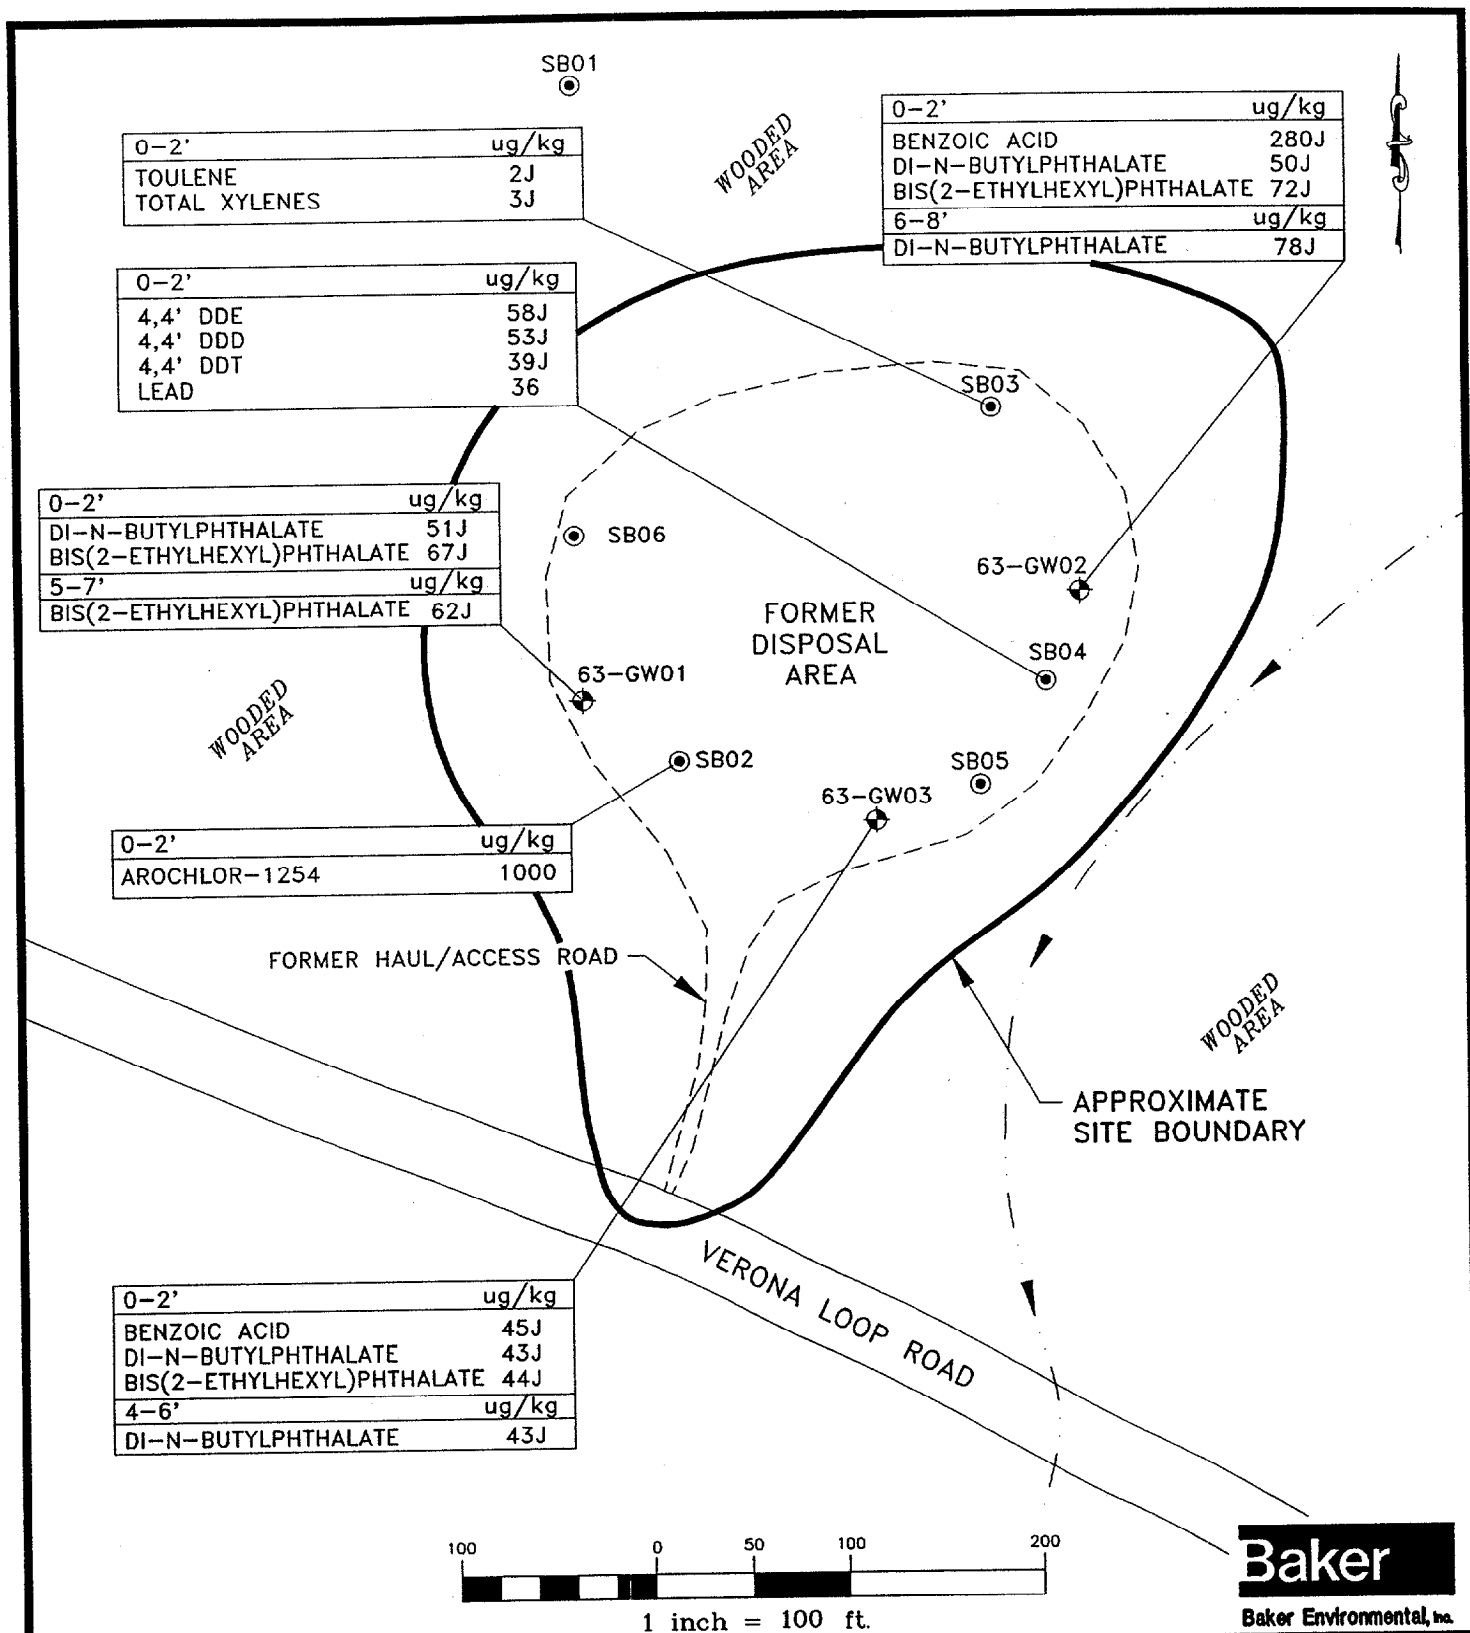 SB01
0-2' ug/kg
TOULENE 2J
TOTAL XYLENES 3J
WOODED
AREA
0-2' ug/kg
BENZOIC ACID 280J
DI-N-BUTYLPHTHALATE 50J
BIS(2-ETHYLHEXYL)PHTHALATE 72J
6-8' ug/kg
DI-N-BUTYLPHTHALATE 78J
0-2' ug/kg
4,4' DDE 58J
4,4' DDD 53J
4,4' DDT 39J
LEAD 36
SB03
0-2' ug/kg
DI-N-BUTYLPHTHALATE 51J
BIS(2-ETHYLHEXYL)PHTHALATE 67J
5-7' ug/kg
BIS(2-ETHYLHEXYL)PHTHALATE 62J
SB06
63-GW02
FORMER
DISPOSAL
AREA
SB04
63-GW01
WOODED
AREA
SB02
SB05
63-GW03
0-2' ug/kg
AROCHLOR-1254 1000
FORMER HAUL/ACCESS ROAD
WOODED
AREA
APPROXIMATE
SITE BOUNDARY
VERONA LOOP ROAD
0-2' ug/kg
BENZOIC ACID 45J
DI-N-BUTYLPHTHALATE 43J
BIS(2-ETHYLHEXYL)PHTHALATE 44J
4-6' ug/kg
DI-N-BUTYLPHTHALATE 43J
100 0 50 100 200
1 inch = 100 ft.
Baker
Baker Environmental, Inc.